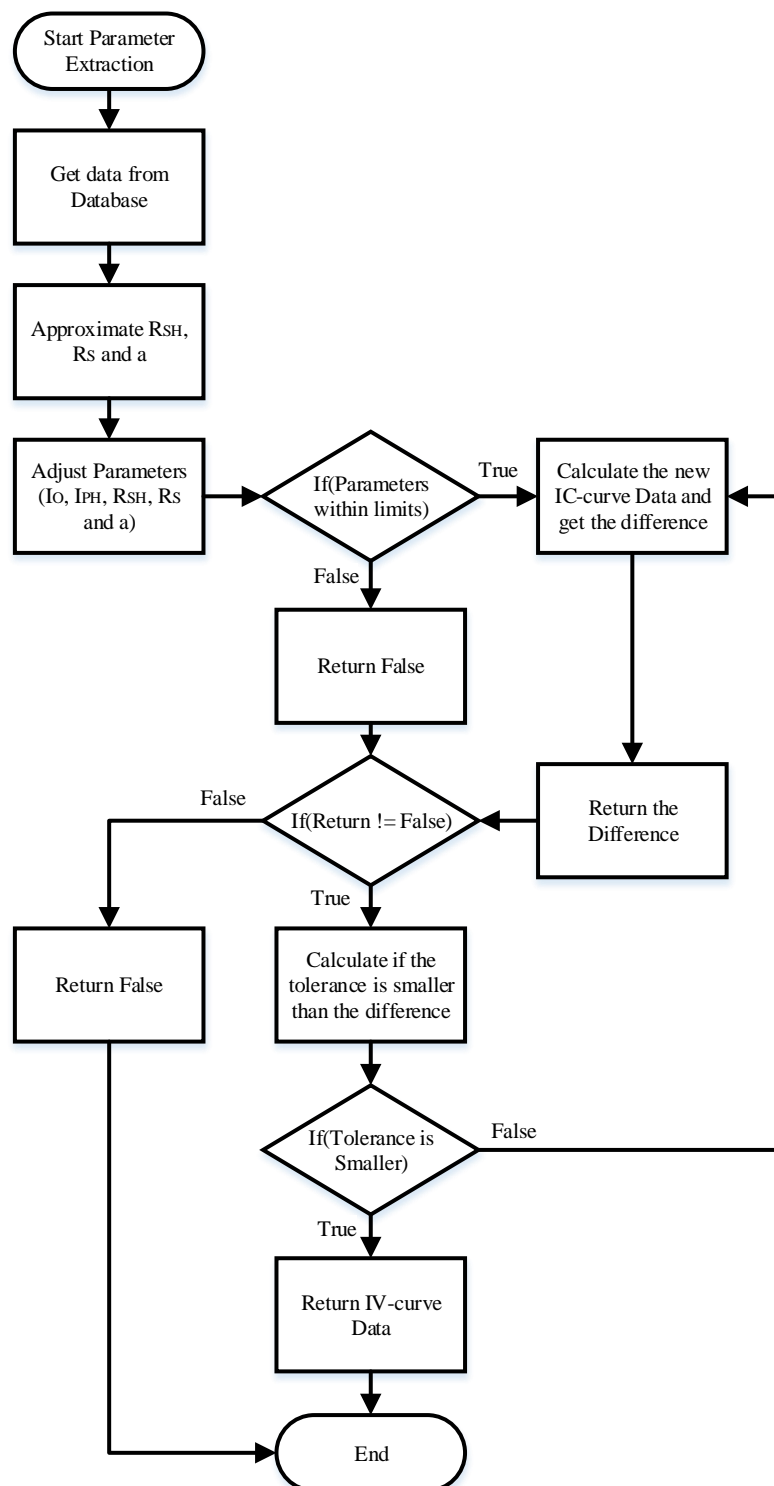 Start Parameter
Extraction
Get data from
Database
Approximate RSH,
RS and a
Adjust Parameters
(IO, IPH, RSH, RS
and a)
If(Parameters
within limits)
True
Calculate the new
IC-curve Data and
get the difference
False
Return False
False
If(Return != False)
Return the
Difference
True
Return False
Calculate if the
tolerance is smaller
than the difference
If(Tolerance is
Smaller)
False
True
Return IV-curve
Data
End